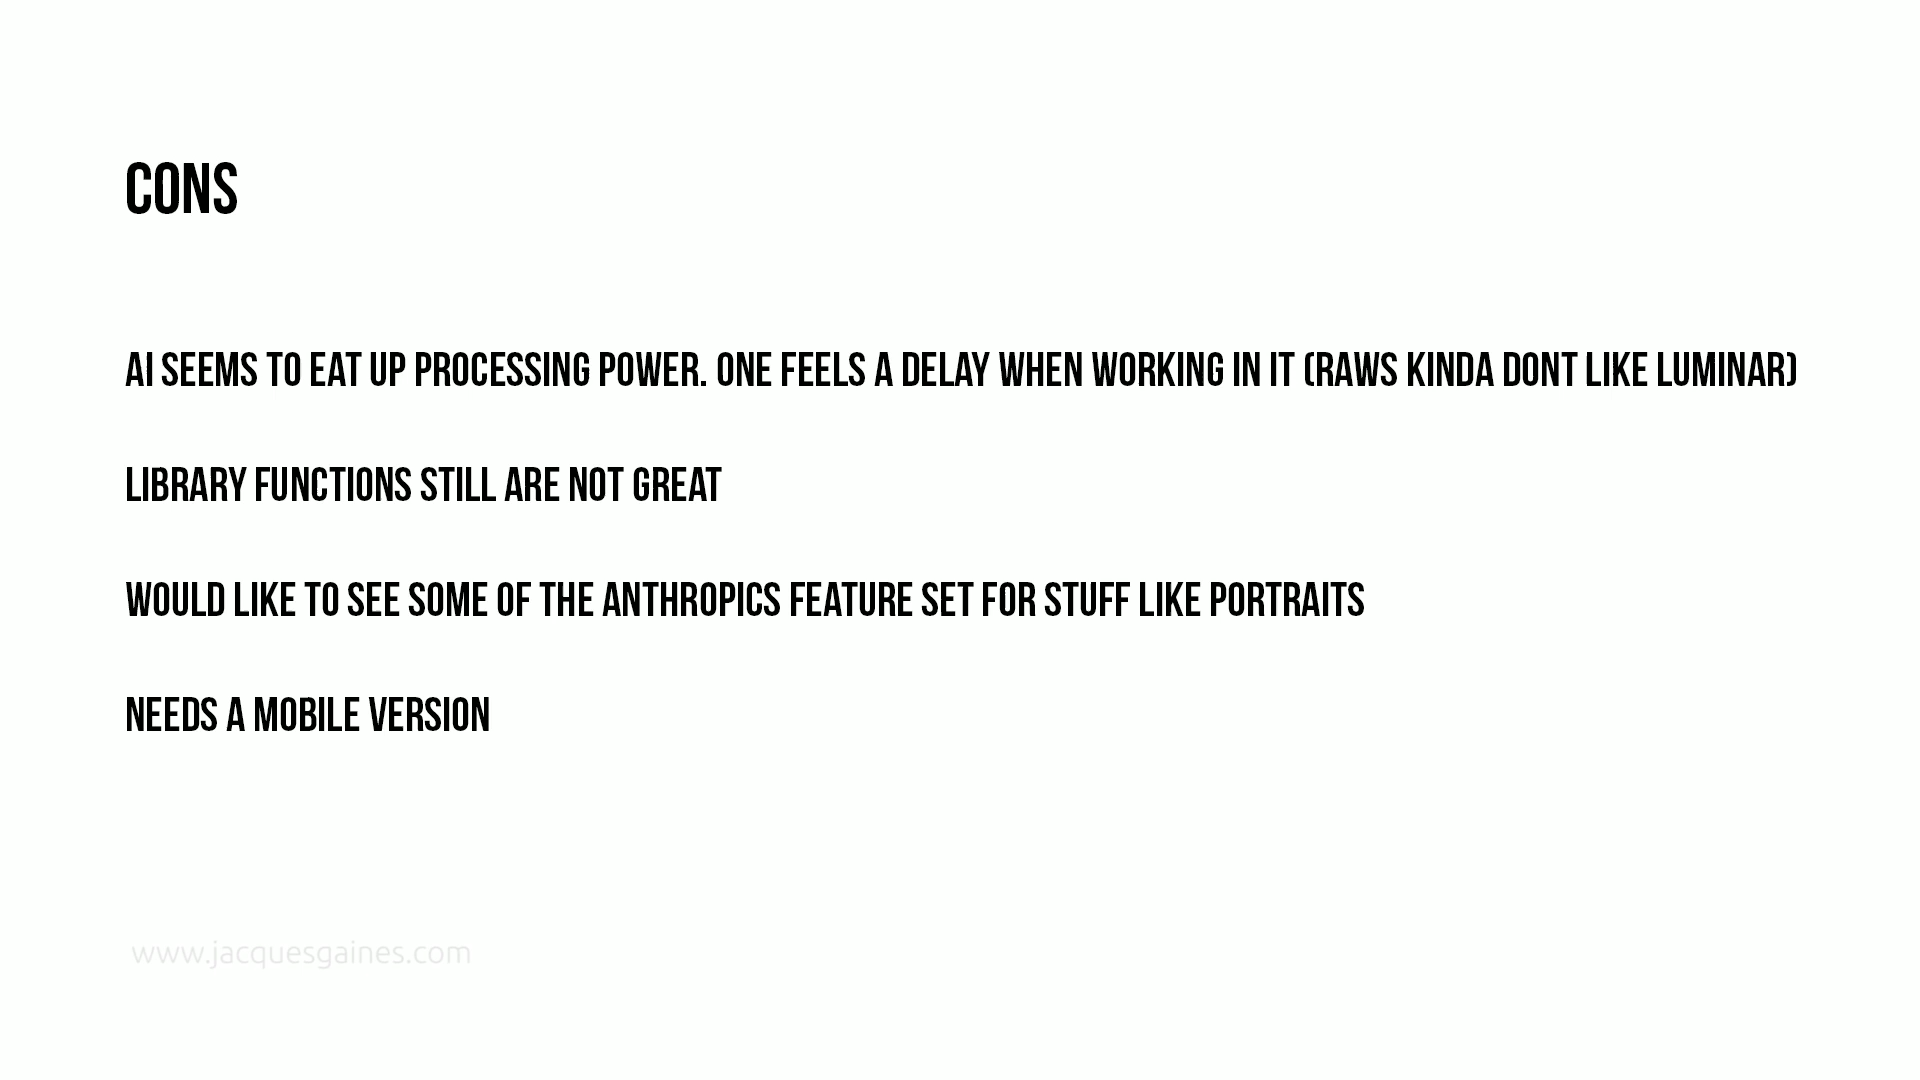 CONS
AI SEEMS TO EAT UP PROCESSING POWER. ONE FEELS A DELAY WHEN WORKING IN IT (RAWS KINDA DONT LIKE LUMINAR)
LIBRARY FUNCTIONS STILL ARE NOT GREAT
WOULD LIKE TO SEE SOME OF THE ANTHROPICS FEATURE SET FOR STUFF LIKE PORTRAITS
NEEDS A MOBILE VERSION
www.jacquesgaines.com